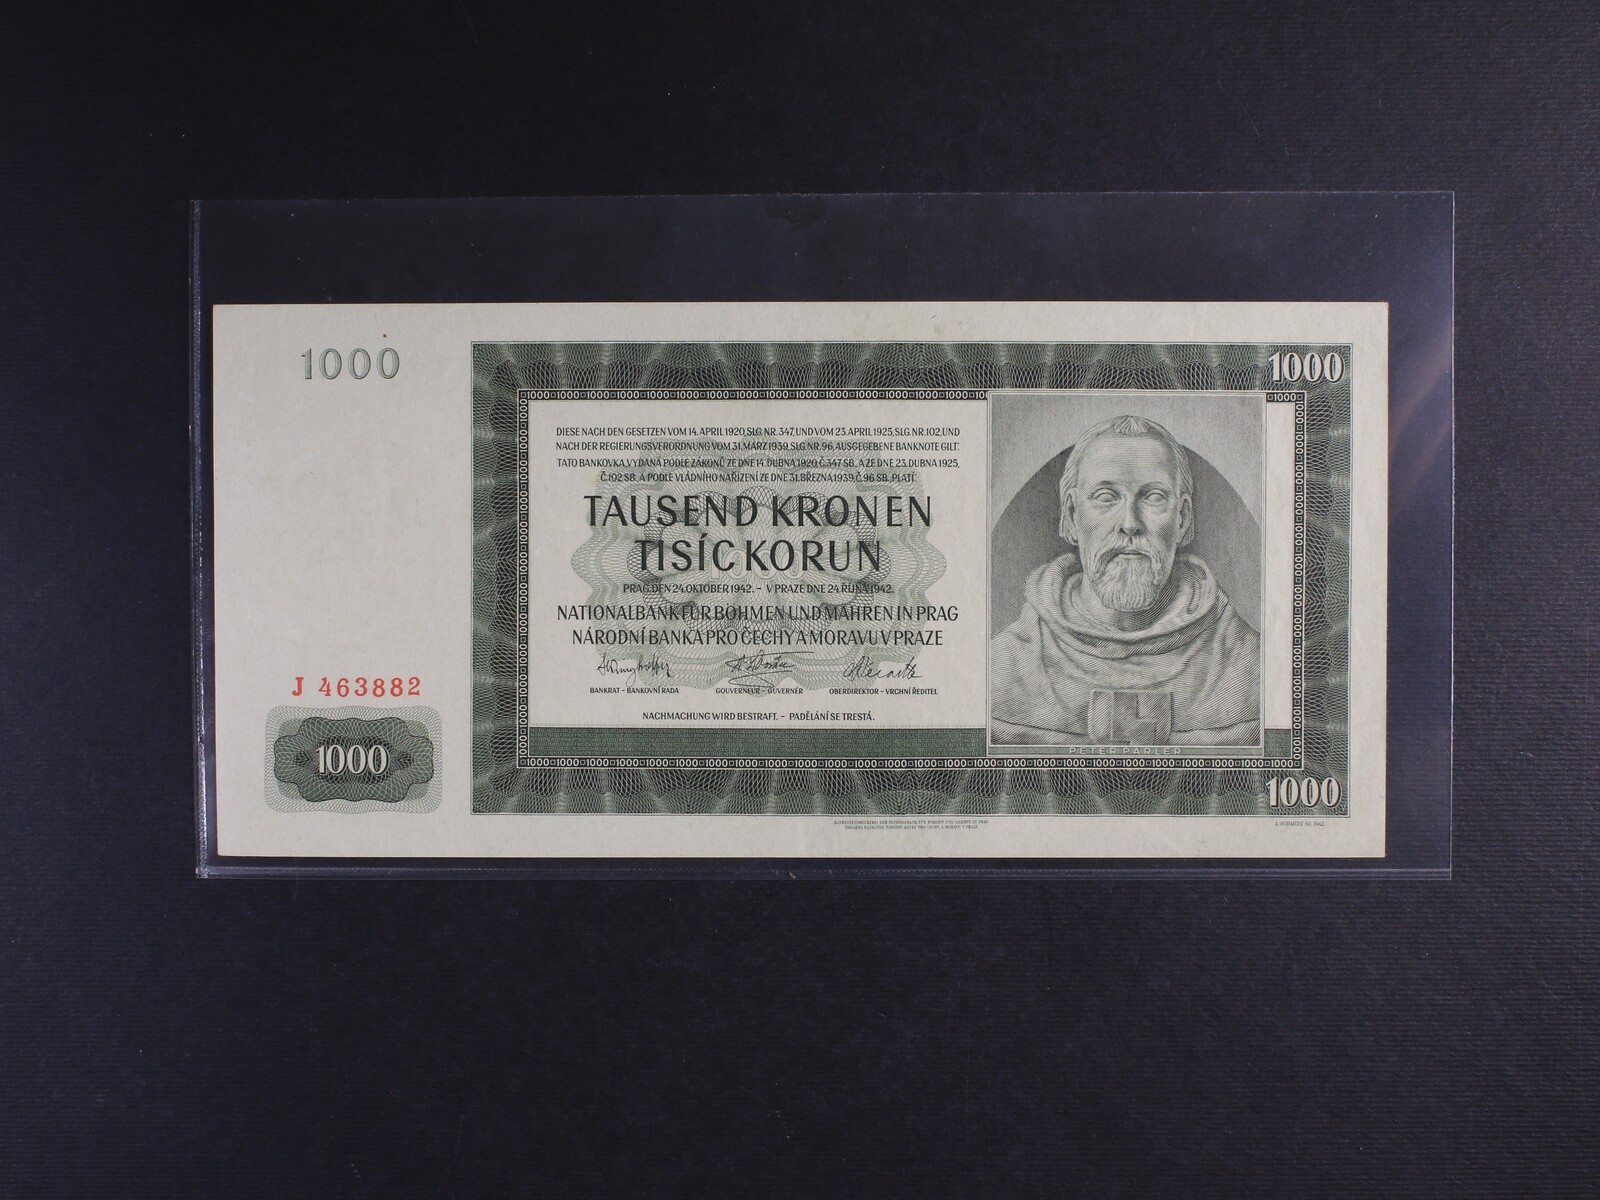 1000
1000
DIESE NACH DEN GESETZEN VOM 14. APRIL 1920, SLG. NR. 347, UND VOM 23. APRIL 1925, SLG. NR. 102, UND
NACH DER REGIERUNGSVERORDNUNG VOM 31. MÄRZ 1939, SLG. NR. 96, AUSGEGEBENE BANKNOTE GILT.
TATO BANKOVKA, VYDANÁ PODLE ZÁKONŮ ZE DNE 14. DUBNA 1920, Č. 347 SB., A ZE DNE 23. DUBNA 1925,
Č. 102 SB., A PODLE VLÁDNÍHO NAŘÍZENÍ ZE DNE 31. BŘEZNA 1939, Č. 96 SB., PLATÍ:
TAUSEND KRONEN
TISÍC KORUN
PRAG, DEN 24. OKTOBER 1942. – V PRAZE DNE 24. ŘÍJNA 1942.
NATIONALBANK FÜR BÖHMEN UND MÄHREN IN PRAG
NÁRODNÍ BANKA PRO ČECHY A MORAVU V PRAZE
BANKRAT – BANKOVNÍ RADA GOUVERNEUR – GUVERNÉR OBERDIREKTOR – VRCHNÍ ŘEDITEL
NACHMACHUNG WIRD BESTRAFT. – PADĚLÁNÍ SE TRESTÁ.
J 463882
1000
PETER PARLER
1000
J. SCHMIDT SC. 1942.